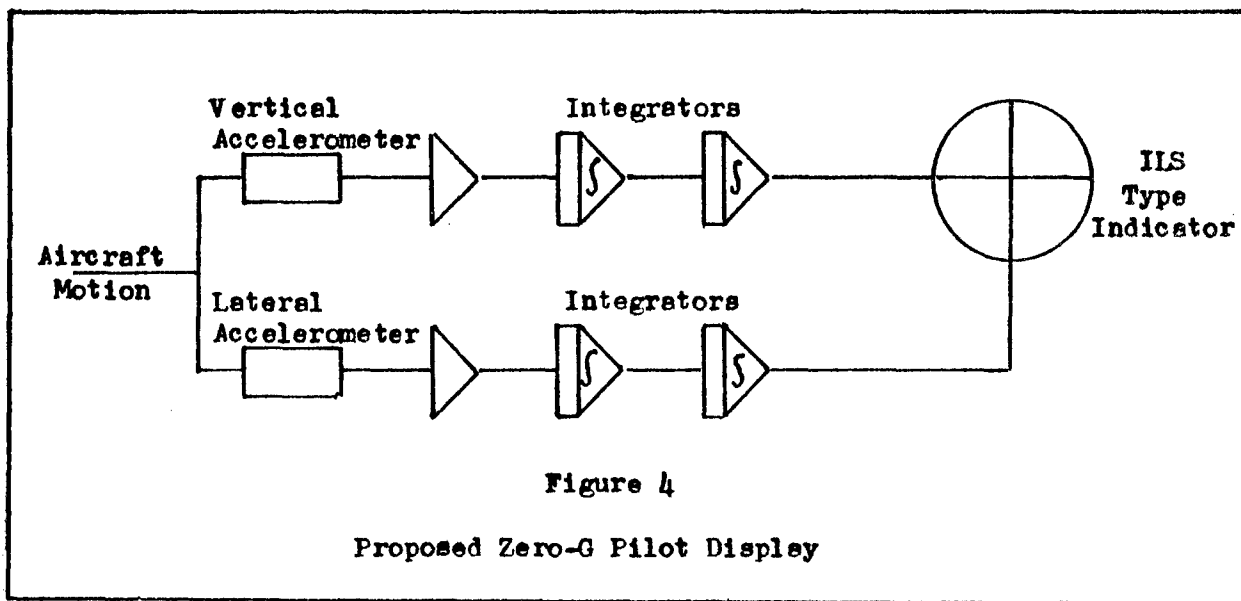 Vertical
Accelerometer
Integrators
ILS
Type
Indicator
Aircraft
Motion
Lateral
Accelerometer
Integrators
∫
∫
∫
∫
Figure 4
Proposed Zero-G Pilot Display